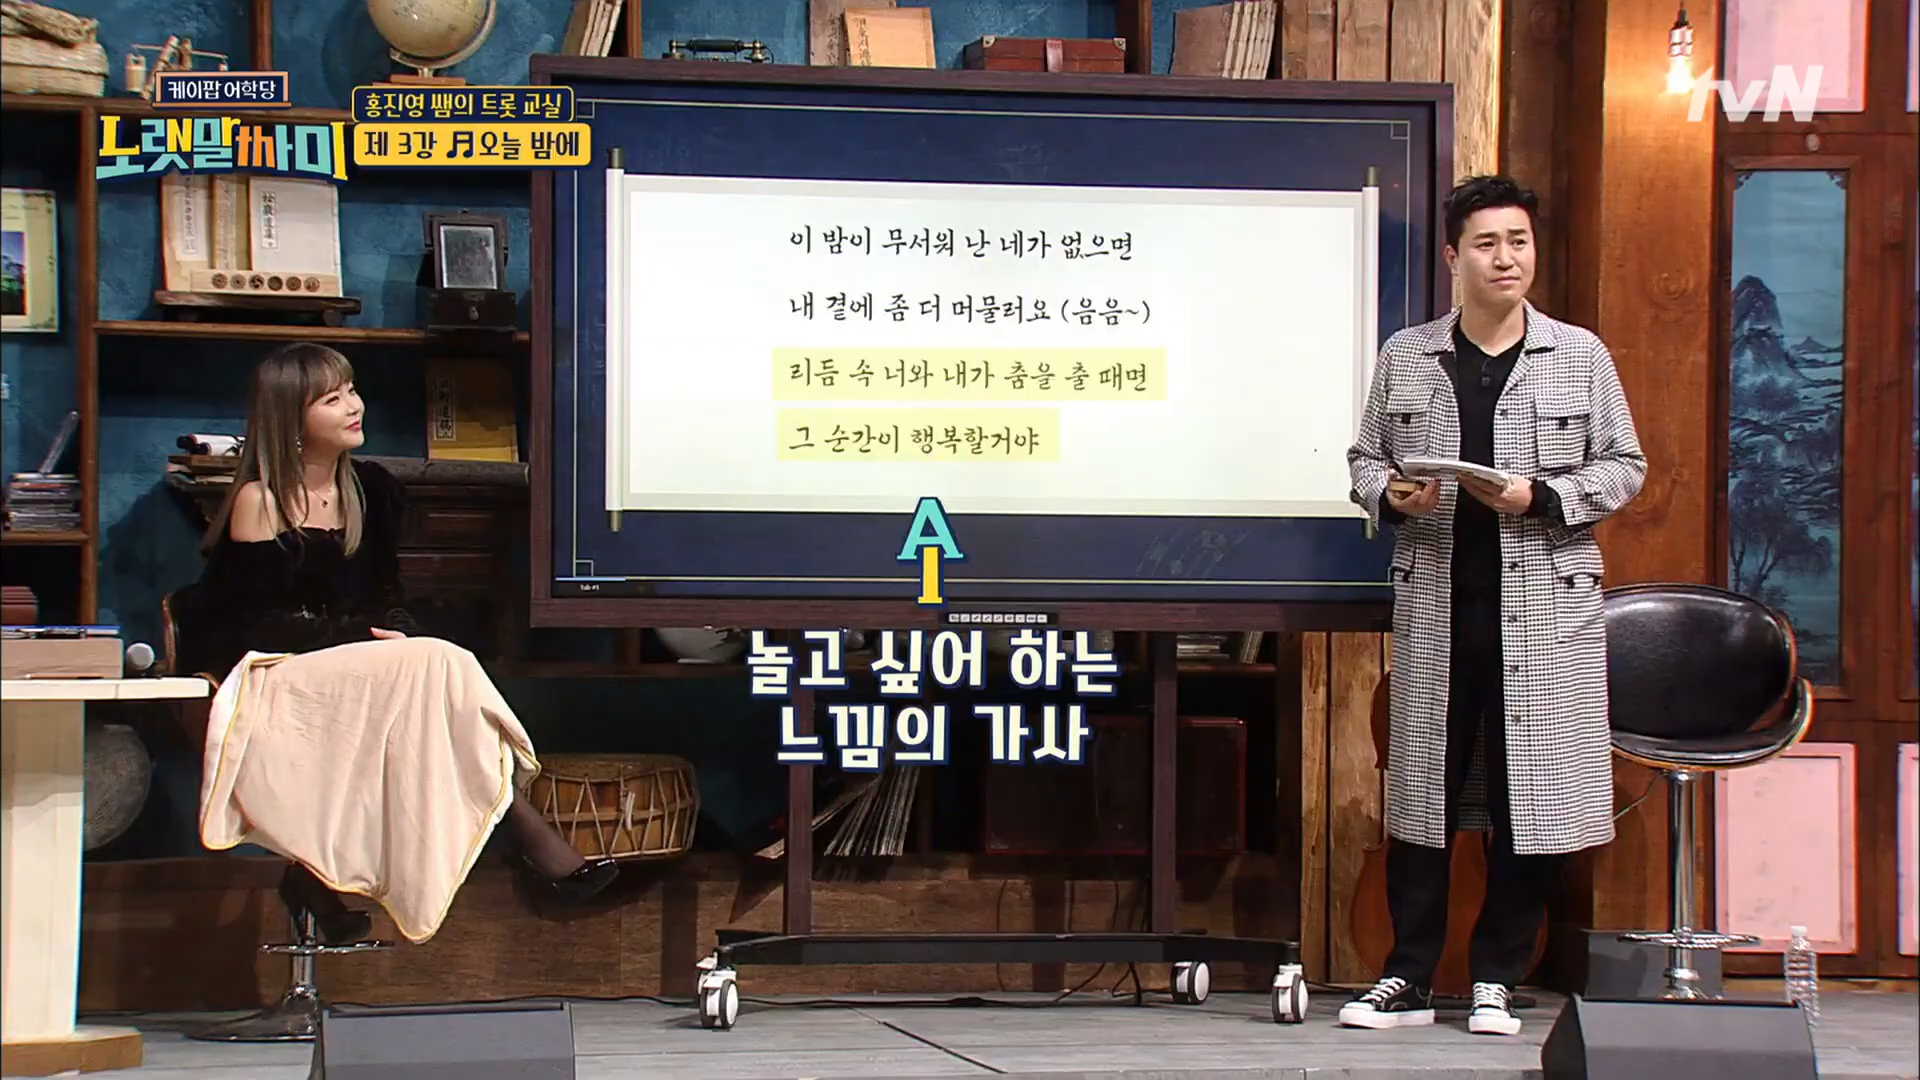 케이팝 어학당
노랫말싸미
홍진영 쌤의 트롯 교실
제 3강 🎵오늘 밤에
tvN
이 밤이 무서워 난 네가 없으면
내 곁에 좀 더 머물러요 (음음~)
리듬 속 너와 내가 춤을 출 때면
그 순간이 행복할거야
Tab #1
놀고 싶어 하는
느낌의 가사